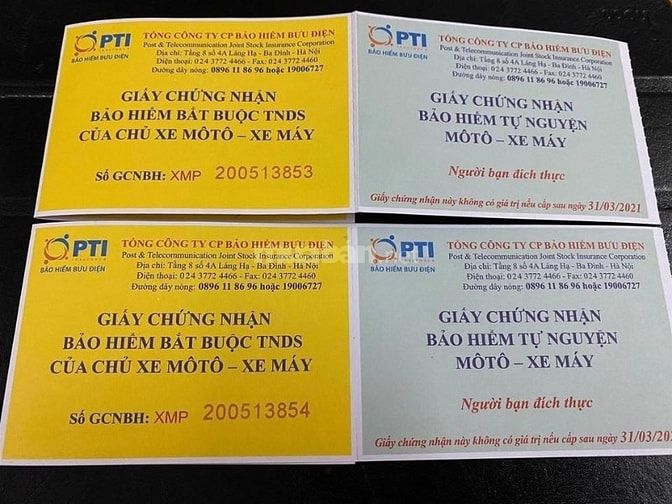 PTI
INSURANCE
BẢO HIỂM BƯU ĐIỆN
TỔNG CÔNG TY CP BẢO HIỂM BƯU ĐIỆN
Post & Telecommunication Joint Stock Insurance Corporation
Địa chỉ: Tầng 8 số 4A Láng Hạ - Ba Đình - Hà Nội
Điện thoại: 024 3772 4466 - Fax: 024 3772 4460
Đường dây nóng: 0896 11 86 96 hoặc 19006727
GIẤY CHỨNG NHẬN
BẢO HIỂM BẮT BUỘC TNDS
CỦA CHỦ XE MÔTÔ – XE MÁY
Số GCNBH: XMP 200513853
PTI
INSURANCE
BẢO HIỂM BƯU ĐIỆN
TỔNG CÔNG TY CP BẢO HIỂM BƯU ĐIỆN
Post & Telecommunication Joint Stock Insurance Corporation
Địa chỉ: Tầng 8 số 4A Láng Hạ - Ba Đình - Hà Nội
Điện thoại: 024 3772 4466 - Fax: 024 3772 4460
Đường dây nóng: 0896 11 86 96 hoặc 19006727
GIẤY CHỨNG NHẬN
BẢO HIỂM TỰ NGUYỆN
MÔTÔ – XE MÁY
Người bạn đích thực
Giấy chứng nhận này không có giá trị nếu cấp sau ngày 31/03/2021
PTI
INSURANCE
BẢO HIỂM BƯU ĐIỆN
TỔNG CÔNG TY CP BẢO HIỂM BƯU ĐIỆN
Post & Telecommunication Joint Stock Insurance Corporation
Địa chỉ: Tầng 8 số 4A Láng Hạ - Ba Đình - Hà Nội
Điện thoại: 024 3772 4466 - Fax: 024 3772 4460
Đường dây nóng: 0896 11 86 96 hoặc 19006727
GIẤY CHỨNG NHẬN
BẢO HIỂM BẮT BUỘC TNDS
CỦA CHỦ XE MÔTÔ – XE MÁY
Số GCNBH: XMP 200513854
PTI
INSURANCE
BẢO HIỂM BƯU ĐIỆN
TỔNG CÔNG TY CP BẢO HIỂM BƯU ĐIỆN
Post & Telecommunication Joint Stock Insurance Corporation
Địa chỉ: Tầng 8 số 4A Láng Hạ - Ba Đình - Hà Nội
Điện thoại: 024 3772 4466 - Fax: 024 3772 4460
Đường dây nóng: 0896 11 86 96 hoặc 19006727
GIẤY CHỨNG NHẬN
BẢO HIỂM TỰ NGUYỆN
MÔTÔ – XE MÁY
Người bạn đích thực
Giấy chứng nhận này không có giá trị nếu cấp sau ngày 31/03/2021